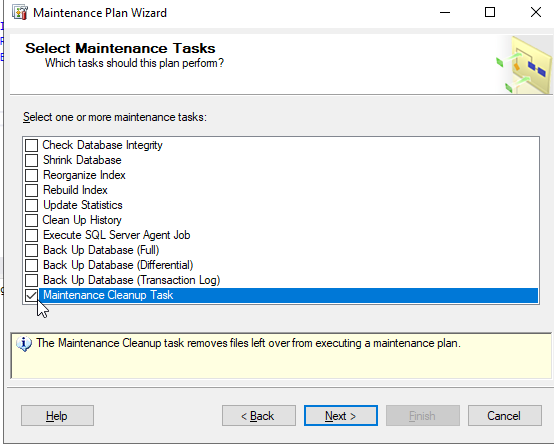 Maintenance Plan Wizard
Select Maintenance Tasks
Which tasks should this plan perform?
Select one or more maintenance tasks:
Check Database Integrity
Shrink Database
Reorganize Index
Rebuild Index
Update Statistics
Clean Up History
Execute SQL Server Agent Job
Back Up Database (Full)
Back Up Database (Differential)
Back Up Database (Transaction Log)
Maintenance Cleanup Task
The Maintenance Cleanup task removes files left over from executing a maintenance plan.
Help
< Back
Next >
Finish
Cancel